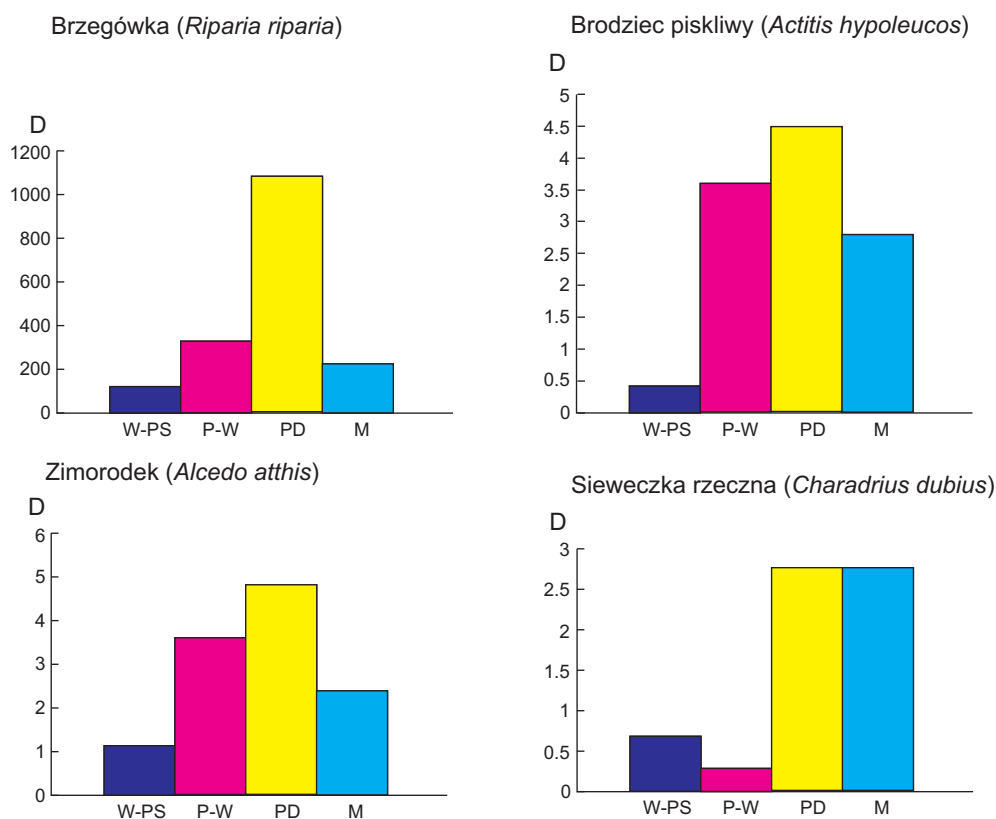 Brzegówka (Riparia riparia)
D
1200
1000
800
600
400
200
0
W-PS P-W PD M
Brodziec piskliwy (Actitis hypoleucos)
D
5
4.5
4
3.5
3
2.5
2
1.5
1
0.5
0
W-PS P-W PD M
Zimorodek (Alcedo atthis)
D
6
5
4
3
2
1
0
W-PS P-W PD M
Sieweczka rzeczna (Charadrius dubius)
D
3
2.5
2
1.5
1
0.5
0
W-PS P-W PD M